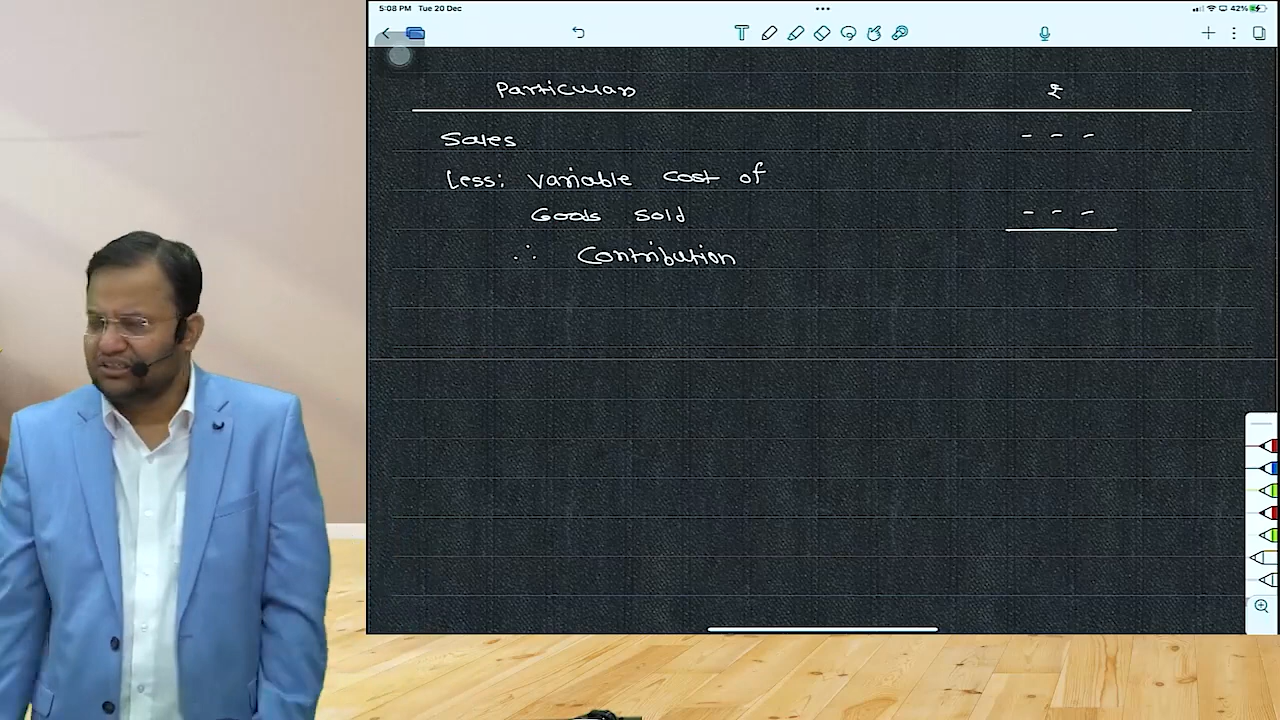 5:08 PM Tue 20 Dec
42%
Particulars ₹
Sales - - -
Less: Variable cost of
Goods sold - - -
∴ Contribution